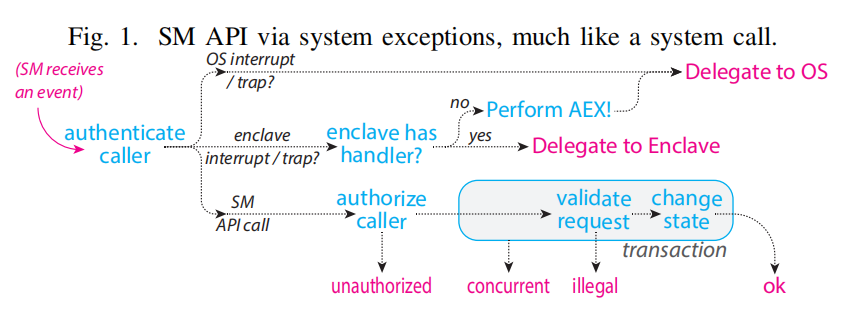 Fig. 1. SM API via system exceptions, much like a system call.
(SM receives
an event)
OS interrupt
/ trap?
Delegate to OS
no
Perform AEX!
authenticate
caller
enclave
interrupt / trap?
enclave has
handler?
yes
Delegate to Enclave
SM
API call
authorize
caller
validate
request
change
state
transaction
unauthorized
concurrent
illegal
ok